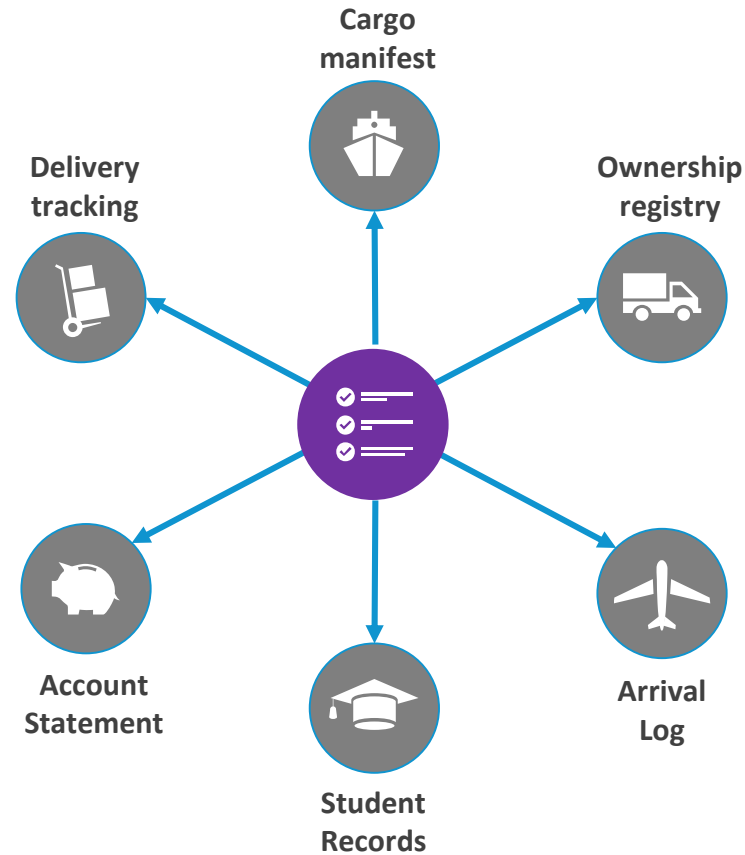 Cargo
manifest
Delivery
tracking
Ownership
registry
Account
Statement
Arrival
Log
Student
Records